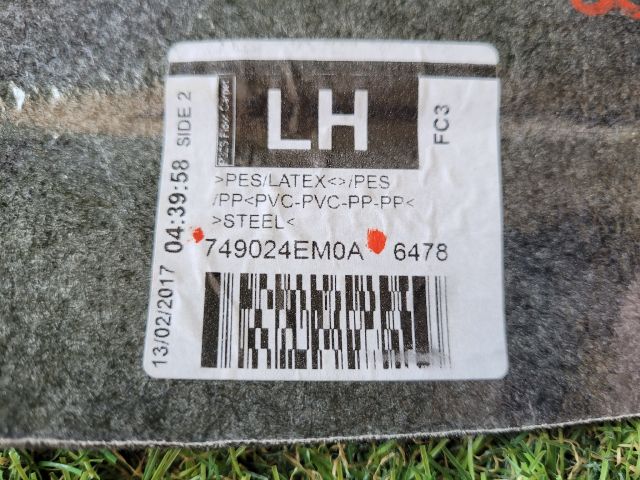 LH
FC3
>PES/LATEX<>/PES
/PP<PVC-PVC-PP-PP<
>STEEL<
749024EM0A 6478
13/02/2017 04:39:58 SIDE 2